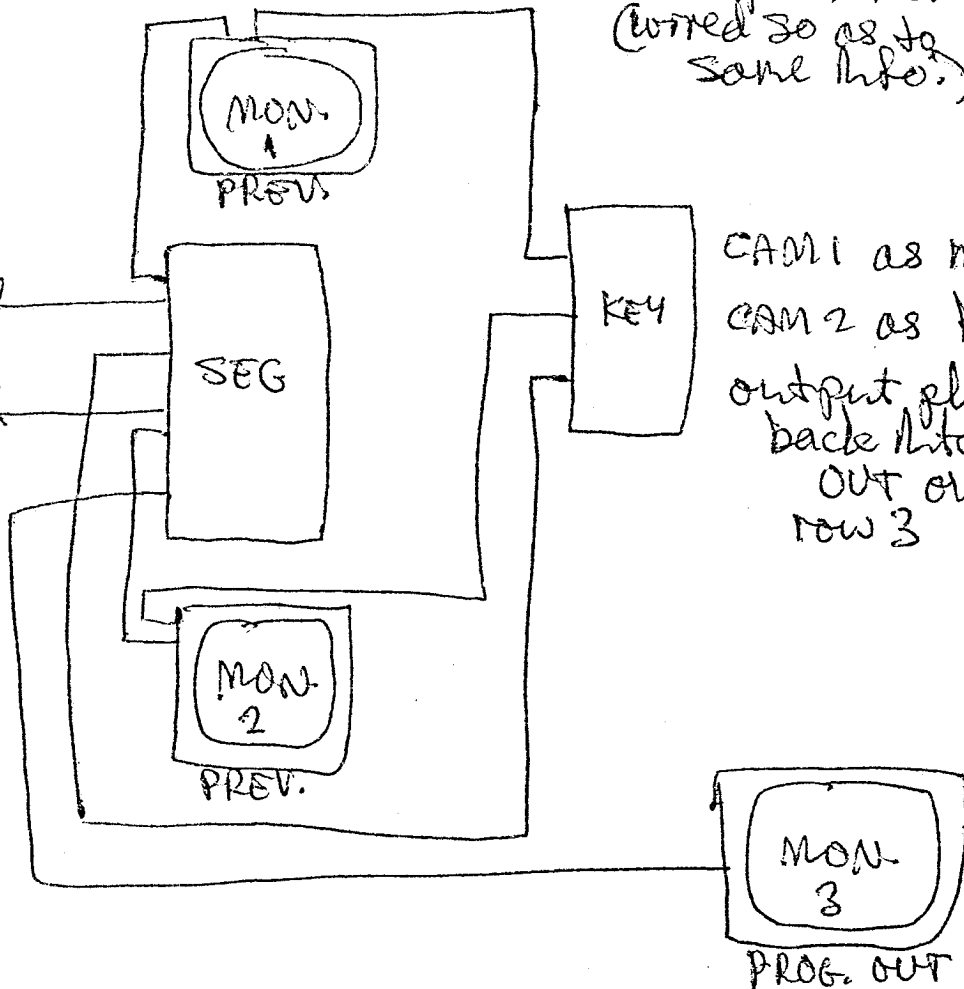 (wired so as to
same info.)
MON.
1
PREV.
SEG
KEY
CAM 1 as
CAM 2 as
output
back into
OUT
row 3
MON.
2
PREV.
MON.
3
PROG. OUT